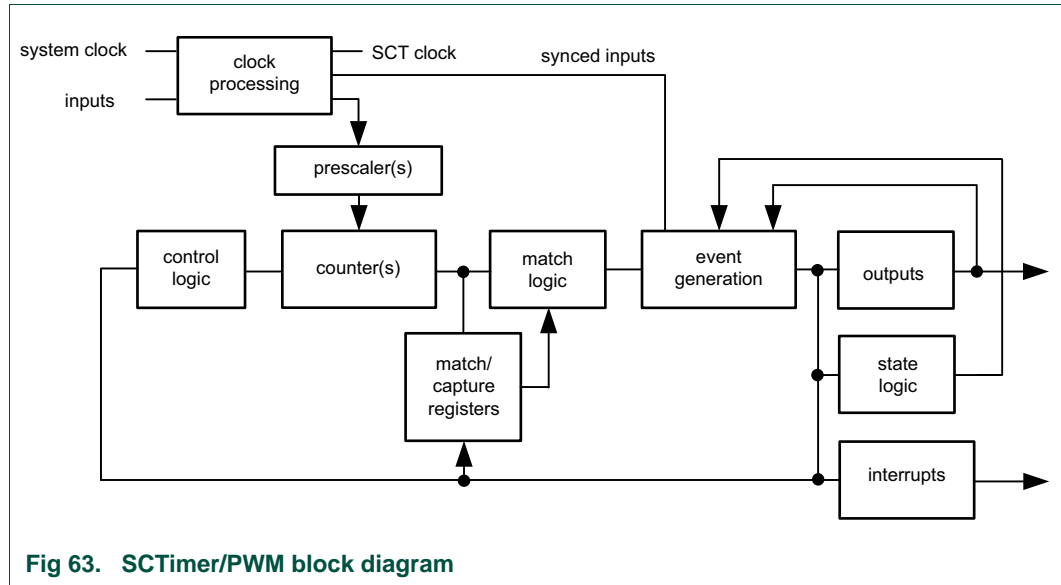 system clock
inputs
clock
processing
SCT clock
synced inputs
prescaler(s)
control
logic
counter(s)
match
logic
event
generation
outputs
match/
capture
registers
state
logic
interrupts
Fig 63. SCTimer/PWM block diagram